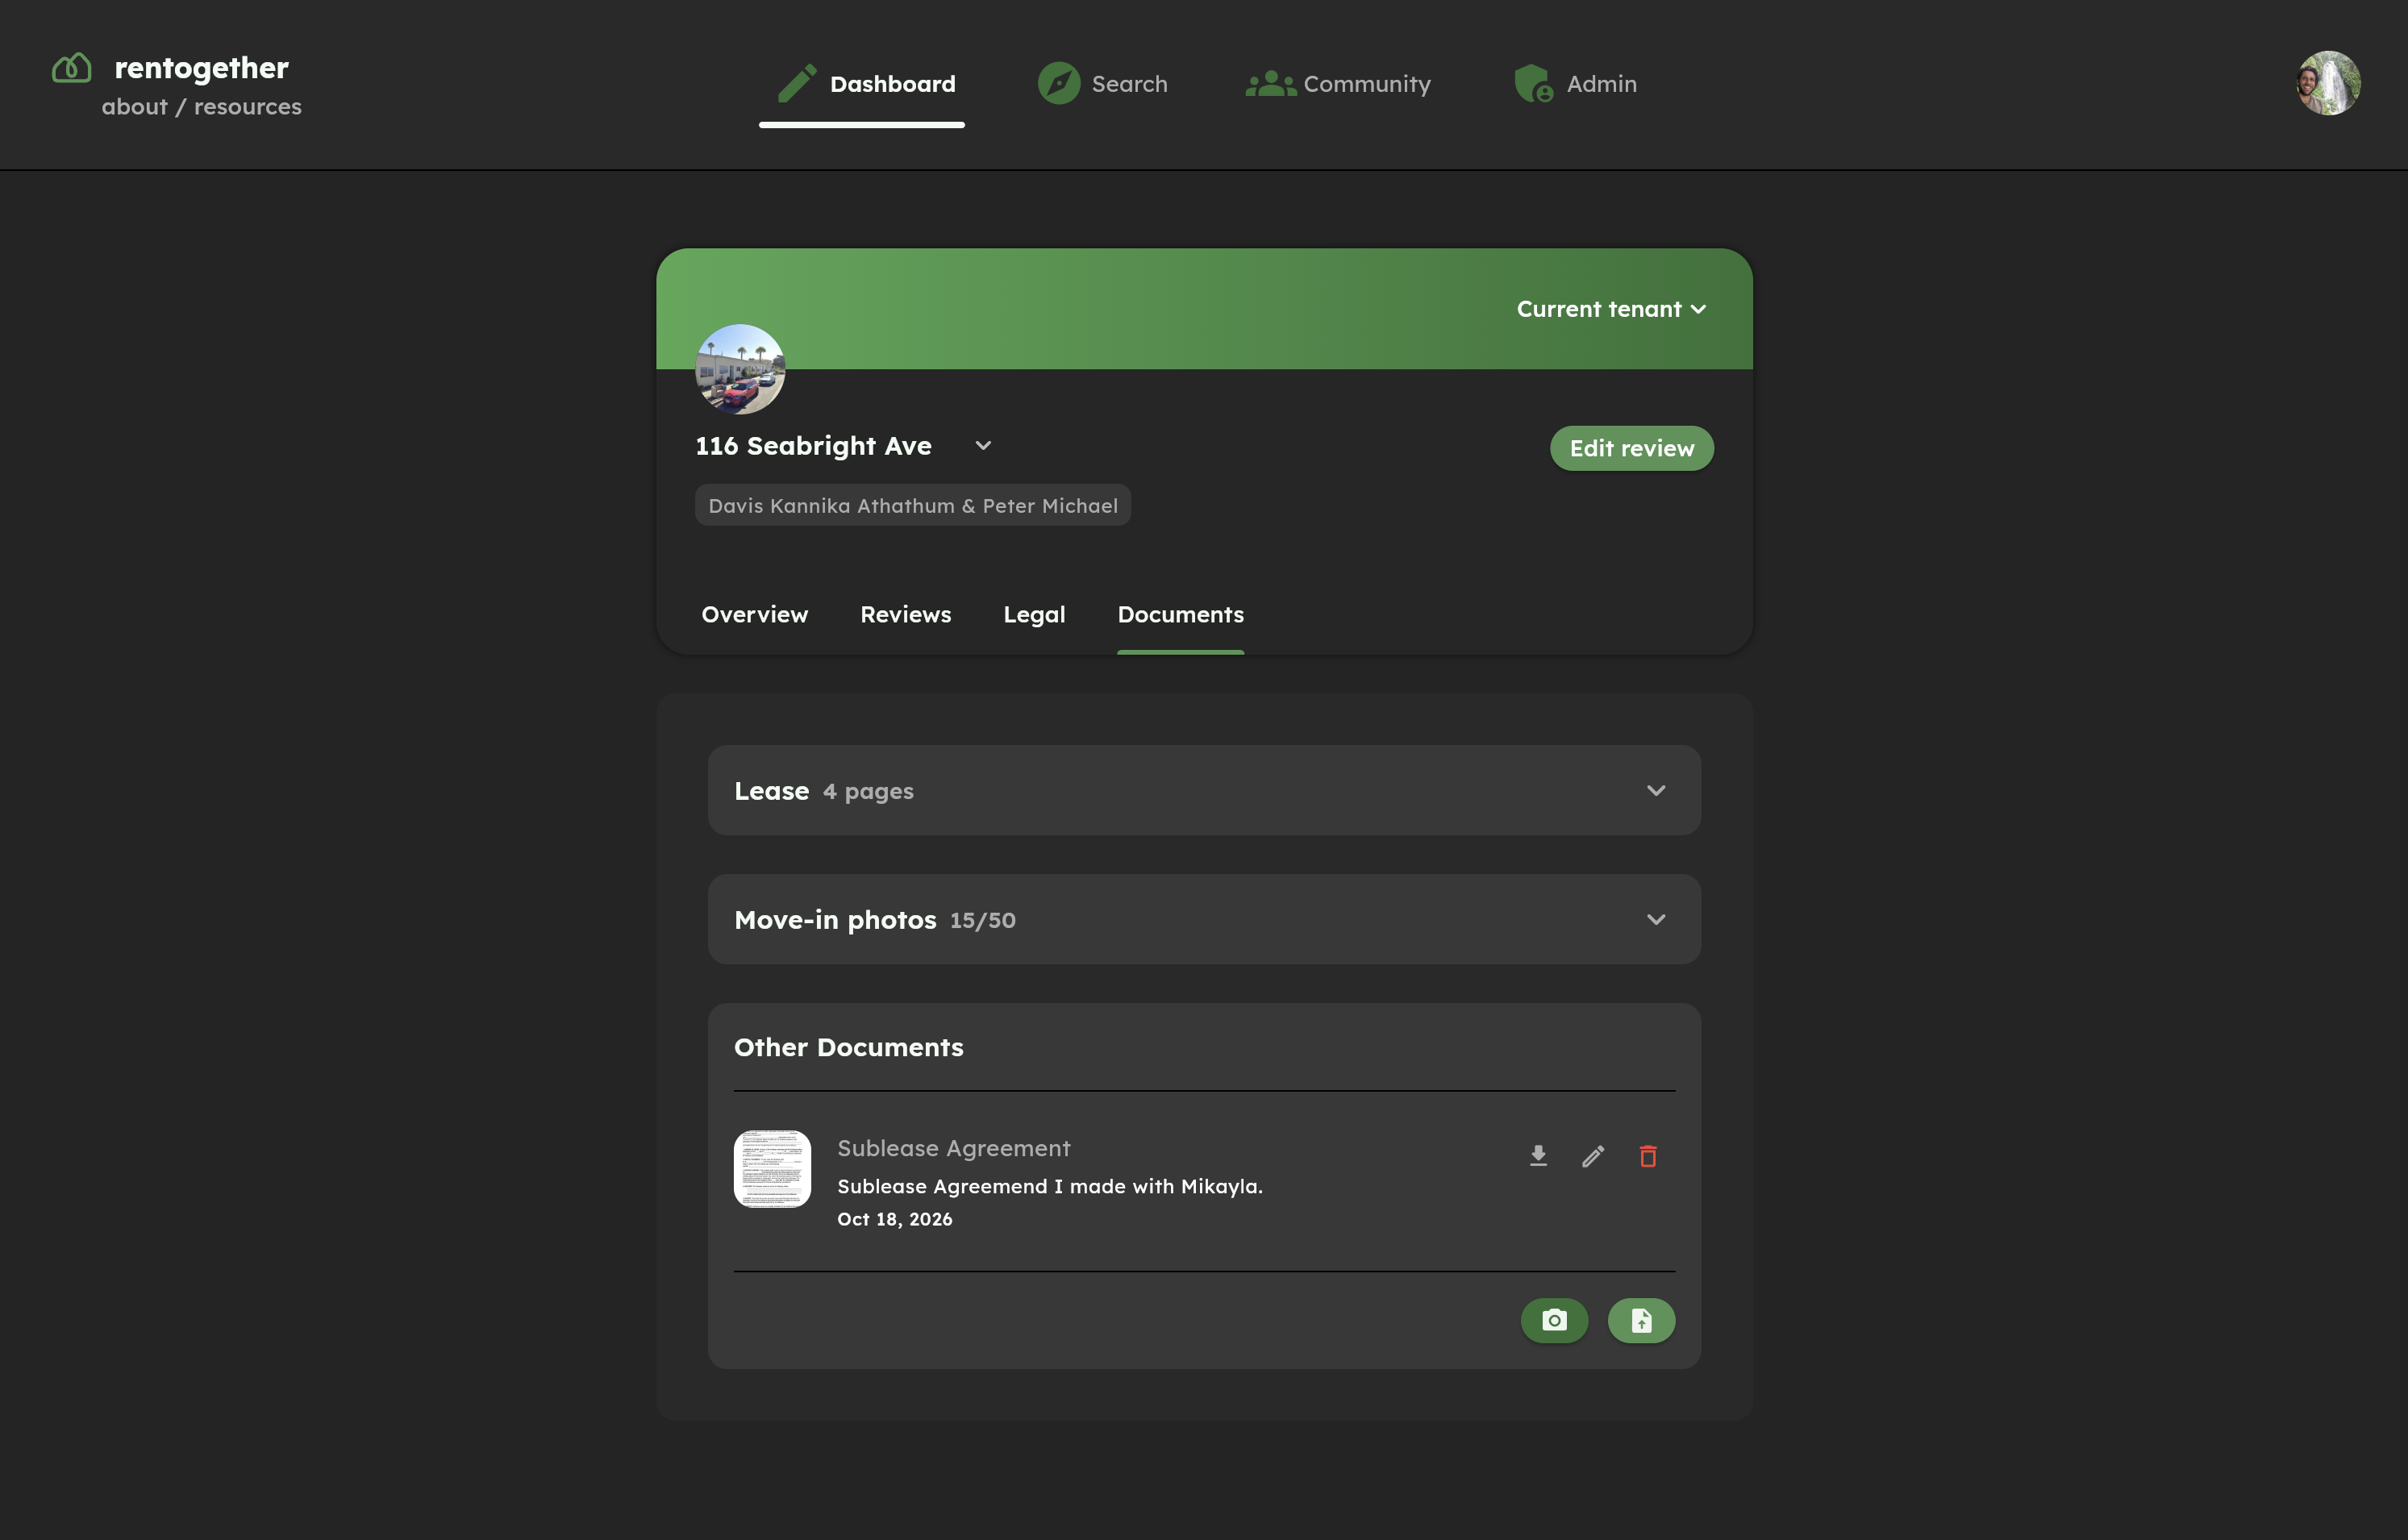 rentogether
about / resources
Dashboard
Search
Community
Admin
Current tenant
116 Seabright Ave
Edit review
Davis Kannika Athathum & Peter Michael
Overview
Reviews
Legal
Documents
Lease 4 pages
Move-in photos 15/50
Other Documents
Sublease Agreement
Sublease Agreemend I made with Mikayla.
Oct 18, 2026